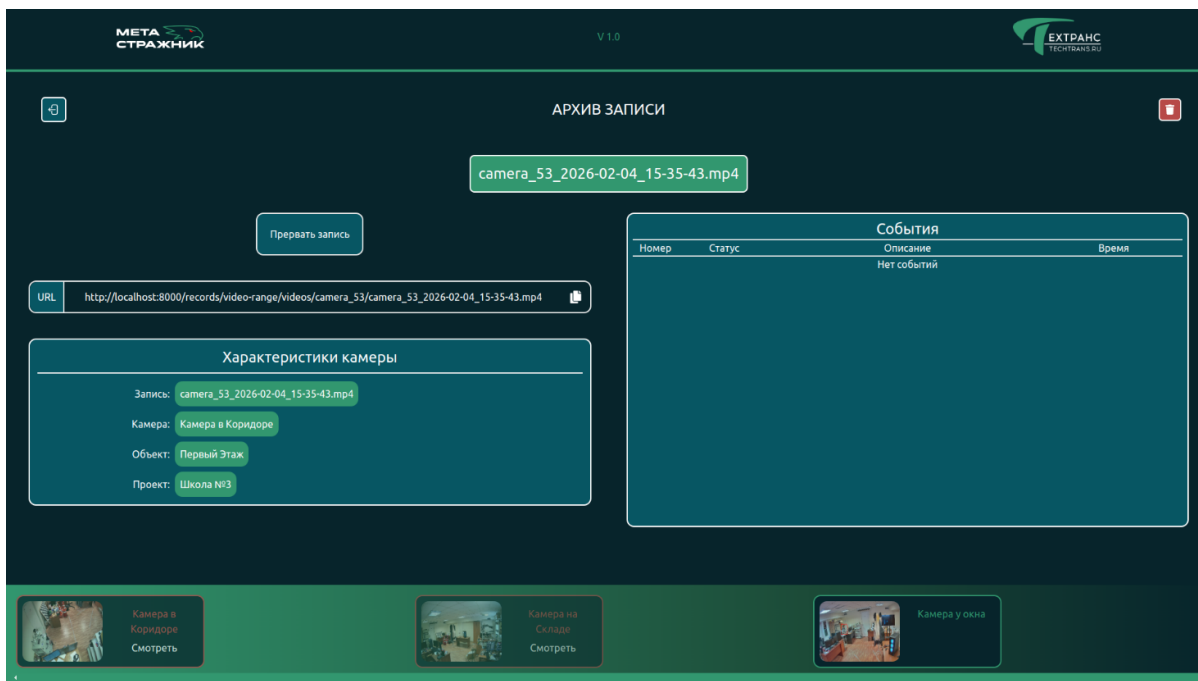 МЕТА
СТРАЖНИК
V 1.0
ЕХТРАНС
TECHTRANS.RU
АРХИВ ЗАПИСИ
camera_53_2026-02-04_15-35-43.mp4
Прервать запись
URL http://localhost:8000/records/video-range/videos/camera_53/camera_53_2026-02-04_15-35-43.mp4
Характеристики камеры
Запись: camera_53_2026-02-04_15-35-43.mp4
Камера: Камера в Коридоре
Объект: Первый Этаж
Проект: Школа №3
События
Номер Статус Описание Время
Нет событий
Камера в
Коридоре
Смотреть
Камера на
Складе
Смотреть
Камера у окна